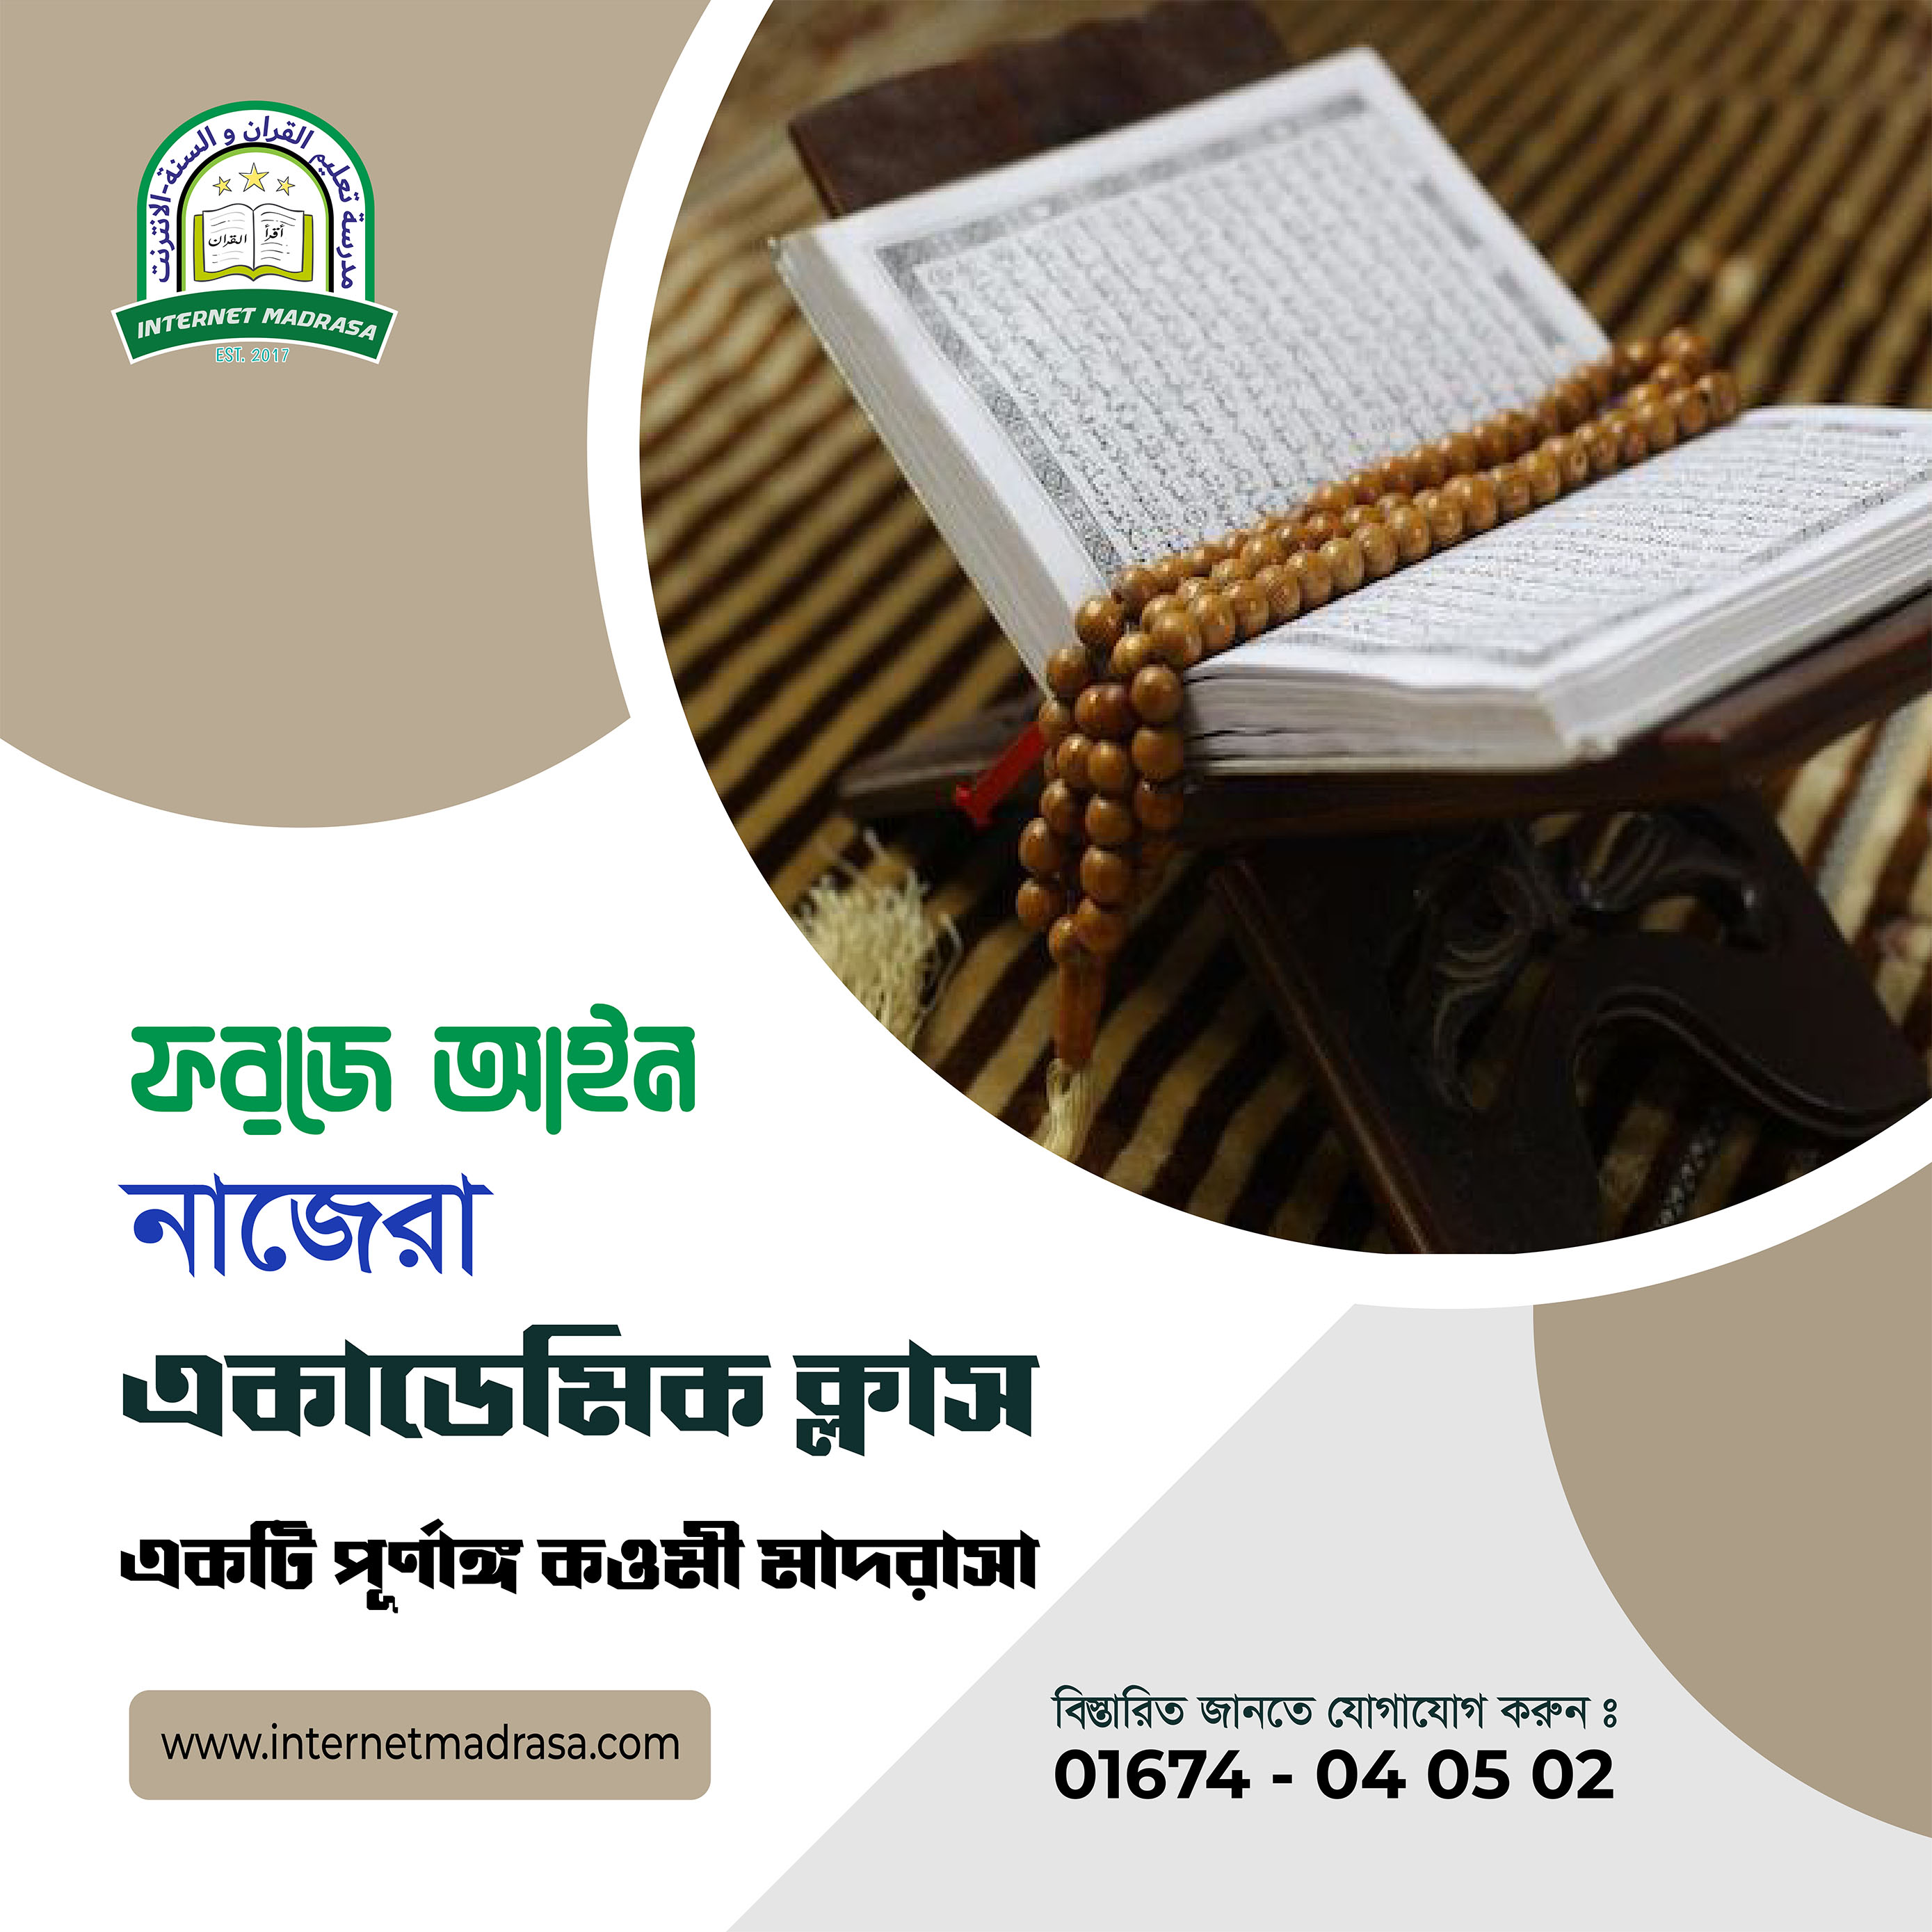 مدرسة تعليم القران و السنة-الانترنت
أقرأ القران
INTERNET MADRASA
EST. 2017
ফরজে আইন
নাজেরা
একাডেমিক ক্লাস
একটি পূর্ণাঙ্গ কওমী মাদরাসা
www.internetmadrasa.com
বিস্তারিত জানতে যোগাযোগ করুন ঃ
01674 - 04 05 02